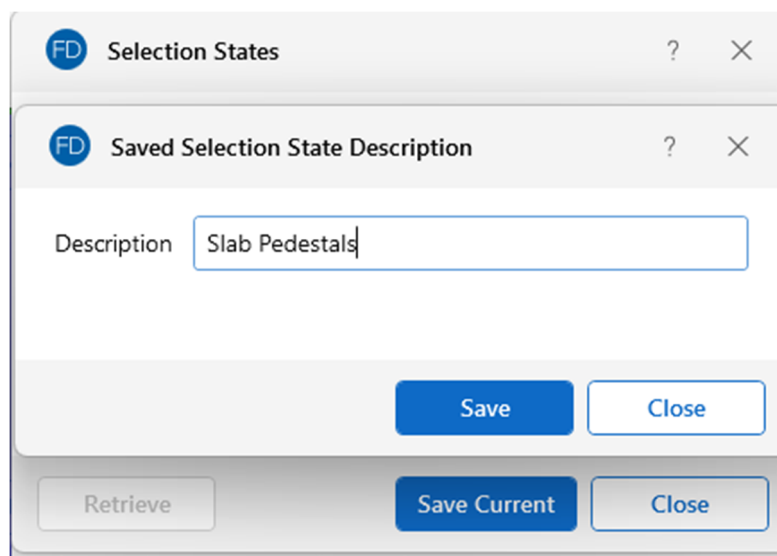 FD Selection States ?
FD Saved Selection State Description ?
Description Slab Pedestals
Save Close
Retrieve Save Current Close